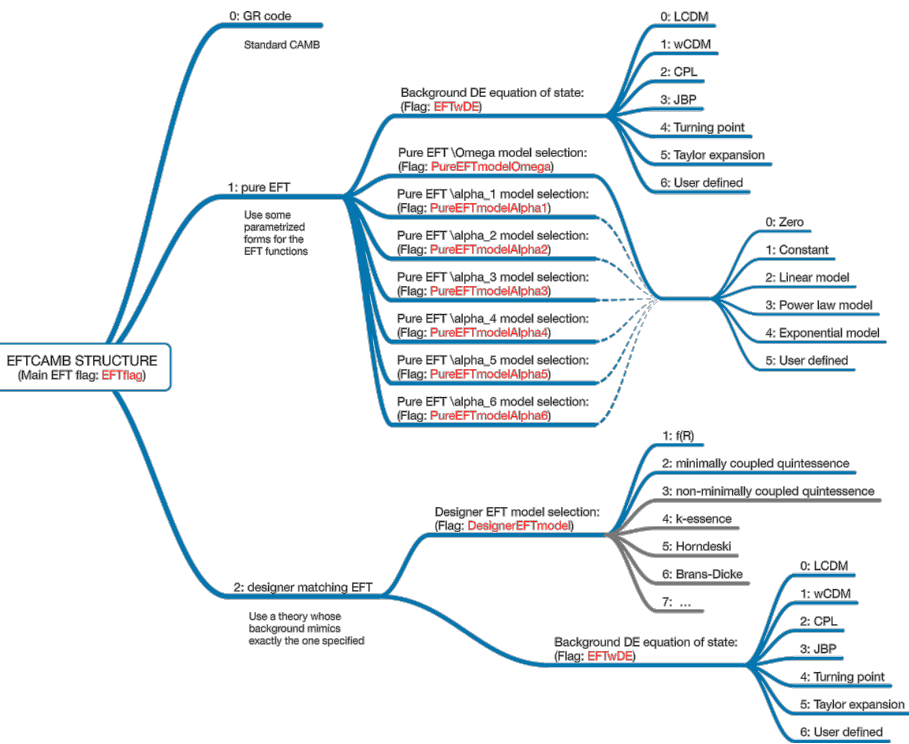 0: GR code
Standard CAMB
EFTCAMB STRUCTURE
(Main EFT flag: EFTflag)
1: pure EFT
Use some
parametrized
forms for the
EFT functions
Background DE equation of state:
(Flag: EFTwDE)
0: LCDM
1: wCDM
2: CPL
3: JBP
4: Turning point
5: Taylor expansion
6: User defined
Pure EFT \Omega model selection:
(Flag: PureEFTmodelOmega)
Pure EFT \alpha_1 model selection:
(Flag: PureEFTmodelAlpha1)
Pure EFT \alpha_2 model selection:
(Flag: PureEFTmodelAlpha2)
Pure EFT \alpha_3 model selection:
(Flag: PureEFTmodelAlpha3)
Pure EFT \alpha_4 model selection:
(Flag: PureEFTmodelAlpha4)
Pure EFT \alpha_5 model selection:
(Flag: PureEFTmodelAlpha5)
Pure EFT \alpha_6 model selection:
(Flag: PureEFTmodelAlpha6)
0: Zero
1: Constant
2: Linear model
3: Power law model
4: Exponential model
5: User defined
2: designer matching EFT
Use a theory whose
background mimics
exactly the one specified
Designer EFT model selection:
(Flag: DesignerEFTmodel)
1: f(R)
2: minimally coupled quintessence
3: non-minimally coupled quintessence
4: k-essence
5: Horndeski
6: Brans-Dicke
7: ...
Background DE equation of state:
(Flag: EFTwDE)
0: LCDM
1: wCDM
2: CPL
3: JBP
4: Turning point
5: Taylor expansion
6: User defined